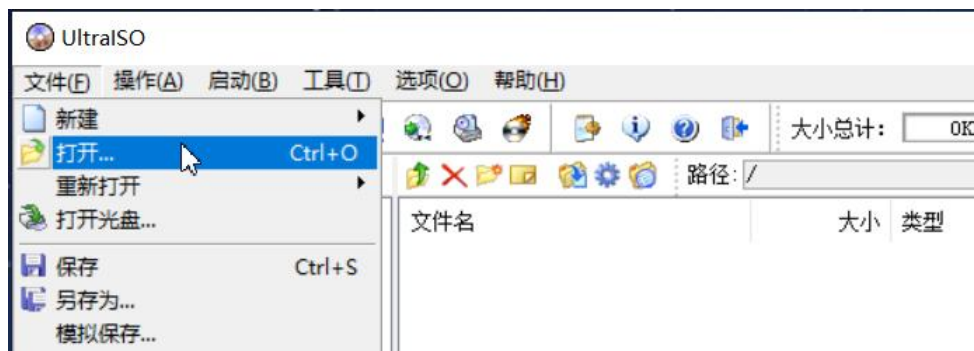 UltraISO
文件(F) 操作(A) 启动(B) 工具(T) 选项(O) 帮助(H)
新建
大小总计:
打开... Ctrl+O
路径: /
重新打开
打开光盘...
文件名 大小 类型
保存 Ctrl+S
另存为...
模拟保存...